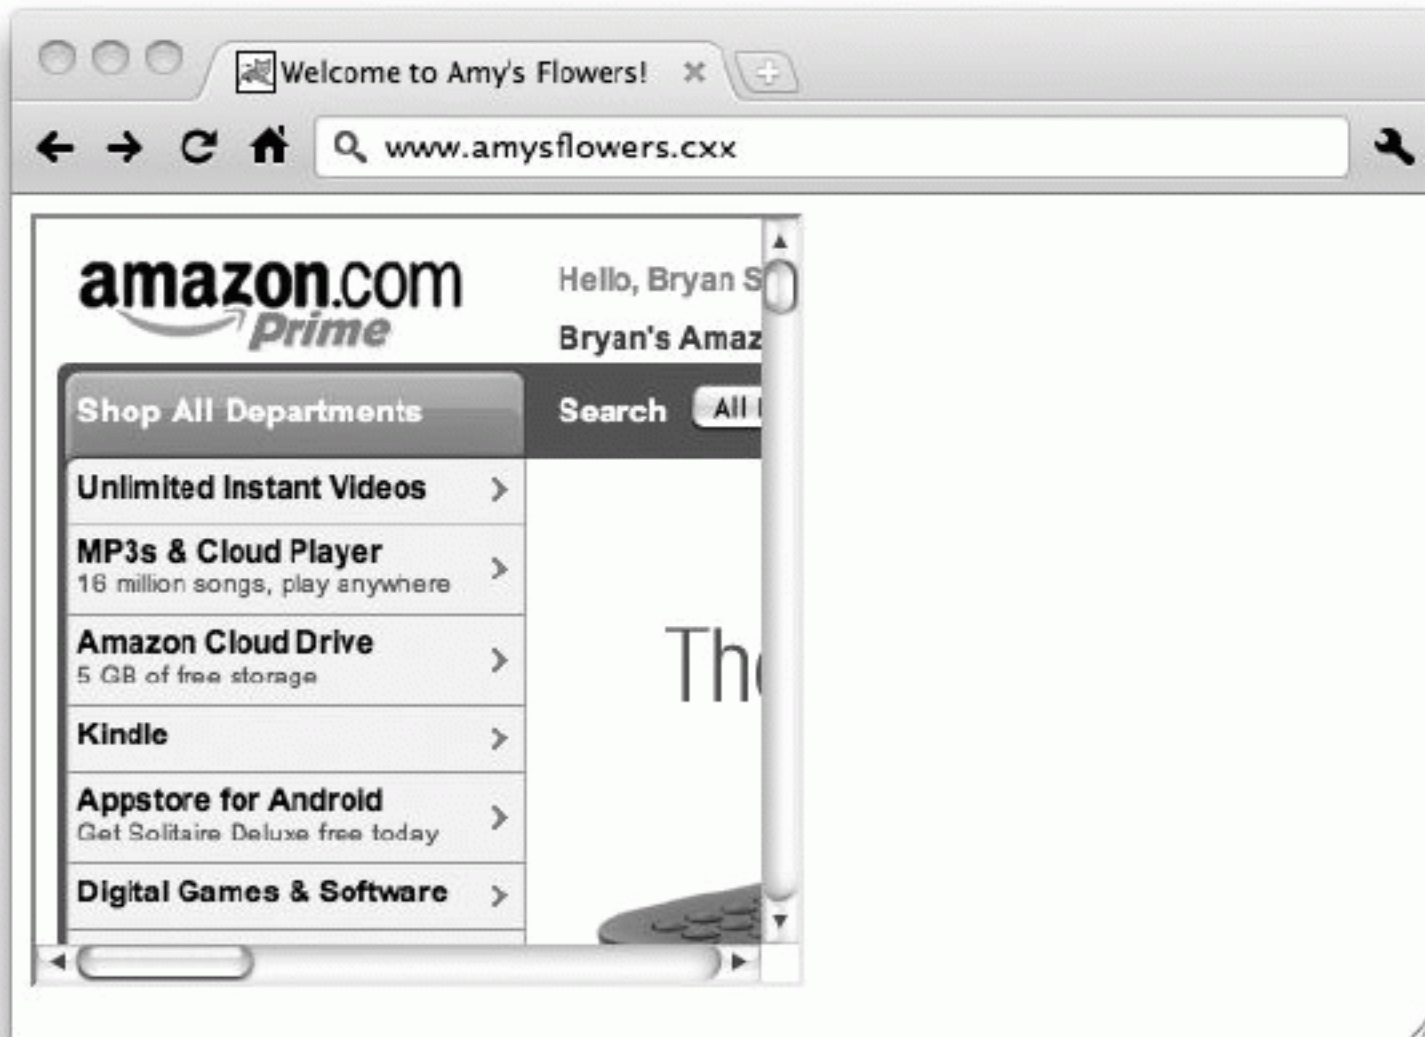 Welcome to Amy's Flowers!
www.amysflowers.cxx
amazon.com
Prime
Hello, Bryan S
Bryan's Amaz
Shop All Departments
Search
All
Unlimited Instant Videos
MP3s & Cloud Player
16 million songs, play anywhere
Amazon Cloud Drive
5 GB of free storage
The
Kindle
Appstore for Android
Get Solitaire Deluxe free today
Digital Games & Software